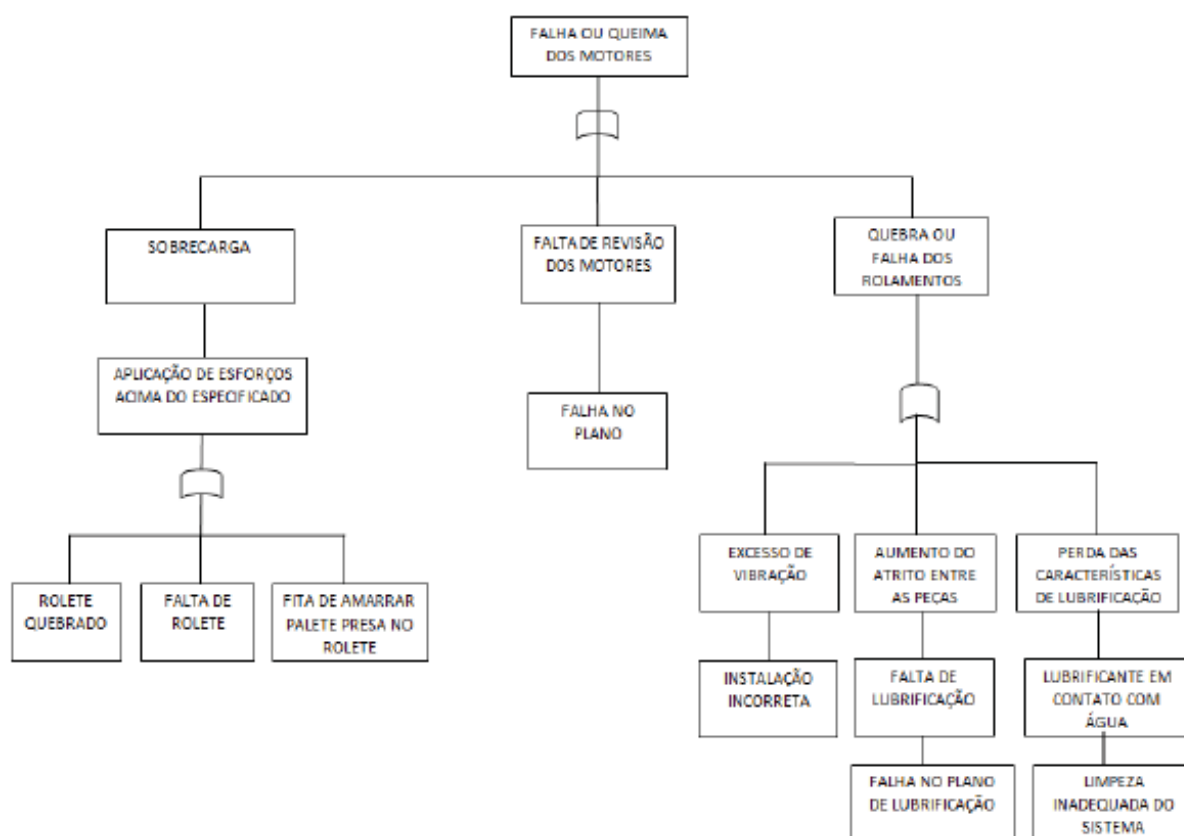 FALHA OU QUEIMA
DOS MOTORES
SOBRECARGA
FALTA DE REVISÃO
DOS MOTORES
QUEBRA OU
FALHA DOS
ROLAMENTOS
APLICAÇÃO DE ESFORÇOS
ACIMA DO ESPECIFICADO
FALHA NO
PLANO
ROLETE
QUEBRADO
FALTA DE
ROLETE
FITA DE AMARRAR
PALETE PRESA NO
ROLETE
EXCESSO DE
VIBRAÇÃO
AUMENTO DO
ATRITO ENTRE
AS PEÇAS
PERDA DAS
CARACTERÍSTICAS
DE LUBRIFICAÇÃO
INSTALAÇÃO
INCORRETA
FALTA DE
LUBRIFICAÇÃO
LUBRIFICANTE EM
CONTATO COM
ÁGUA
FALHA NO PLANO
DE LUBRIFICAÇÃO
LIMPEZA
INADEQUADA DO
SISTEMA